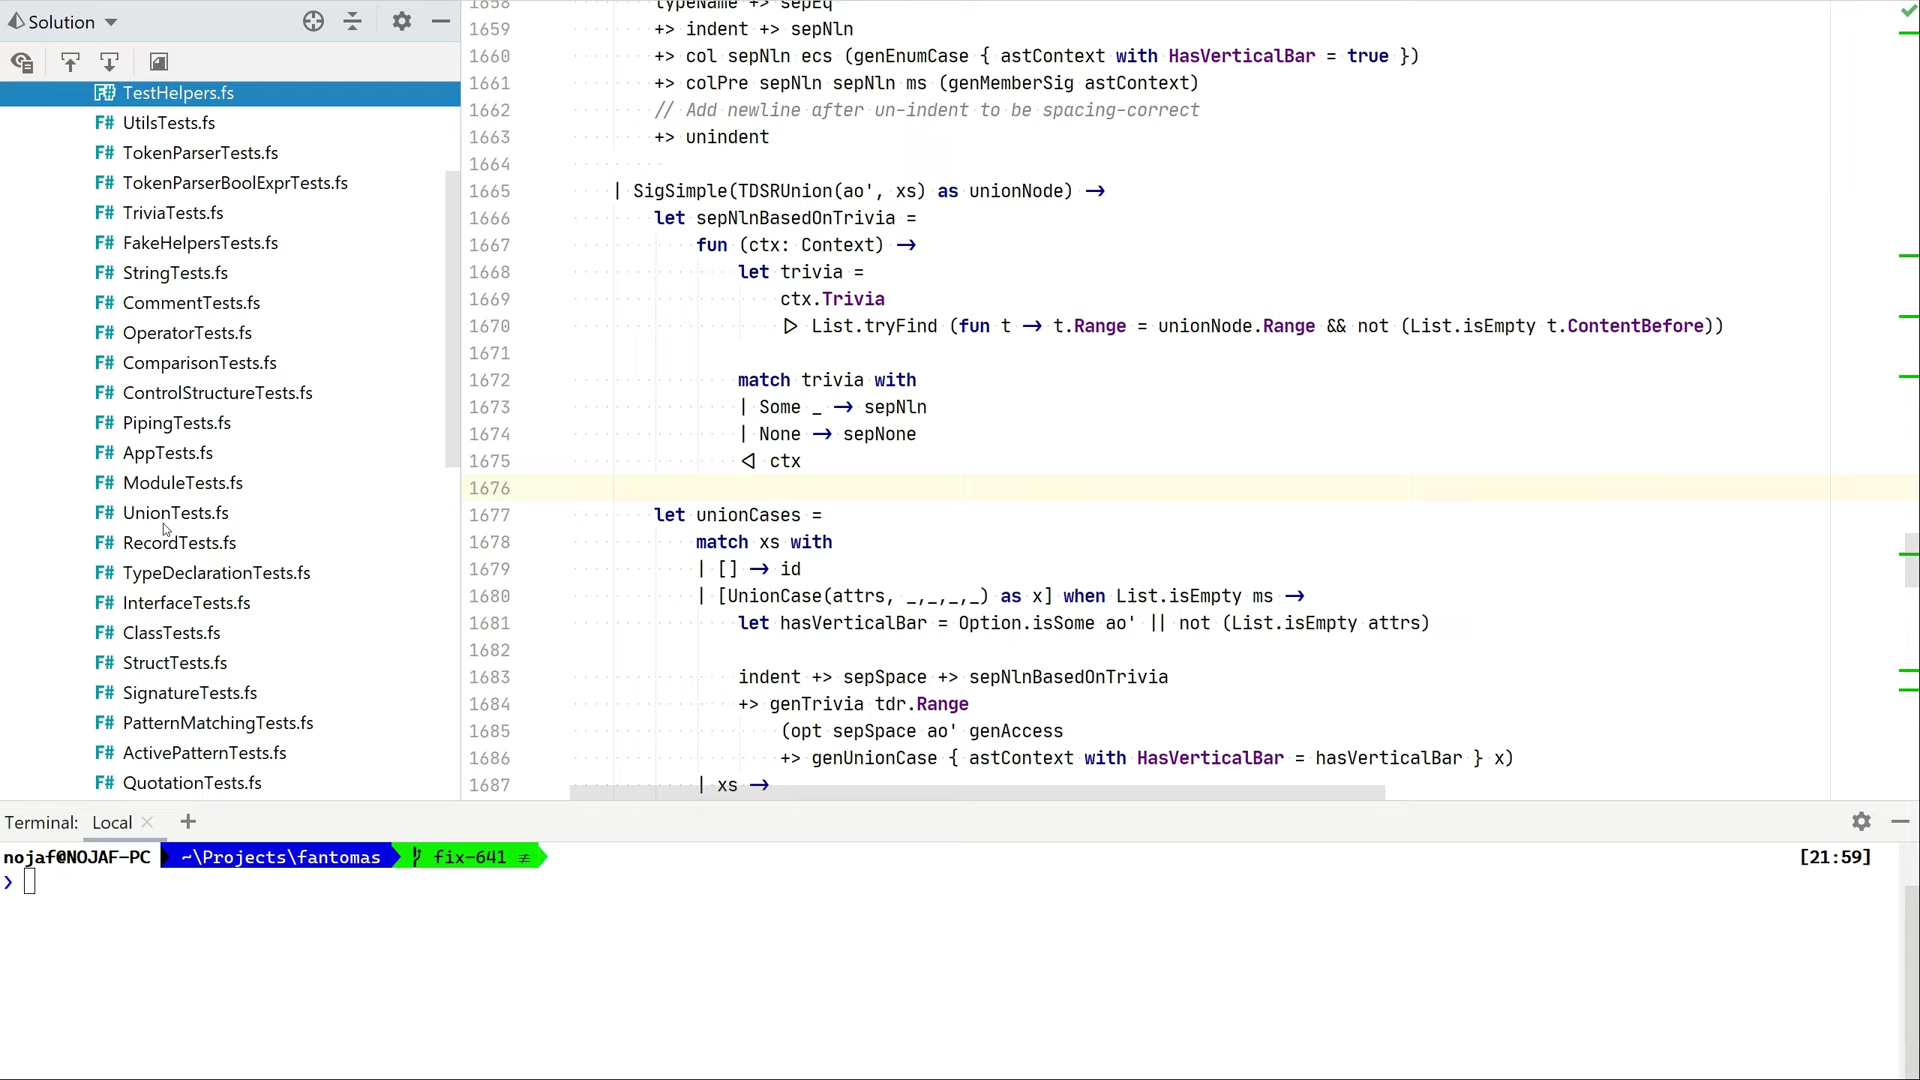 Solution
TestHelpers.fs
F# UtilsTests.fs
F# TokenParserTests.fs
F# TokenParserBoolExprTests.fs
F# TriviaTests.fs
F# FakeHelpersTests.fs
F# StringTests.fs
F# CommentTests.fs
F# OperatorTests.fs
F# ComparisonTests.fs
F# ControlStructureTests.fs
F# PipingTests.fs
F# AppTests.fs
F# ModuleTests.fs
F# UnionTests.fs
F# RecordTests.fs
F# TypeDeclarationTests.fs
F# InterfaceTests.fs
F# ClassTests.fs
F# StructTests.fs
F# SignatureTests.fs
F# PatternMatchingTests.fs
F# ActivePatternTests.fs
F# QuotationTests.fs
1658 typeName +> sepEq
1659 +> indent +> sepNln
1660 +> col sepNln ecs (genEnumCase { astContext with HasVerticalBar = true })
1661 +> colPre sepNln sepNln ms (genMemberSig astContext)
1662 // Add newline after un-indent to be spacing-correct
1663 +> unindent
1664
1665 | SigSimple(TDSRUnion(ao', xs) as unionNode) ->
1666 let sepNlnBasedOnTrivia =
1667 fun (ctx: Context) ->
1668 let trivia =
1669 ctx.Trivia
1670 |> List.tryFind (fun t -> t.Range = unionNode.Range && not (List.isEmpty t.ContentBefore))
1671
1672 match trivia with
1673 | Some _ -> sepNln
1674 | None -> sepNone
1675 <| ctx
1676
1677 let unionCases =
1678 match xs with
1679 | [] -> id
1680 | [UnionCase(attrs, _,_,_,_) as x] when List.isEmpty ms ->
1681 let hasVerticalBar = Option.isSome ao' || not (List.isEmpty attrs)
1682
1683 indent +> sepSpace +> sepNlnBasedOnTrivia
1684 +> genTrivia tdr.Range
1685 (opt sepSpace ao' genAccess
1686 +> genUnionCase { astContext with HasVerticalBar = hasVerticalBar } x)
1687 | xs ->
Terminal: Local
nojaf@NOJAF-PC ~\Projects\fantomas fix-641 ≢ [21:59]
❯